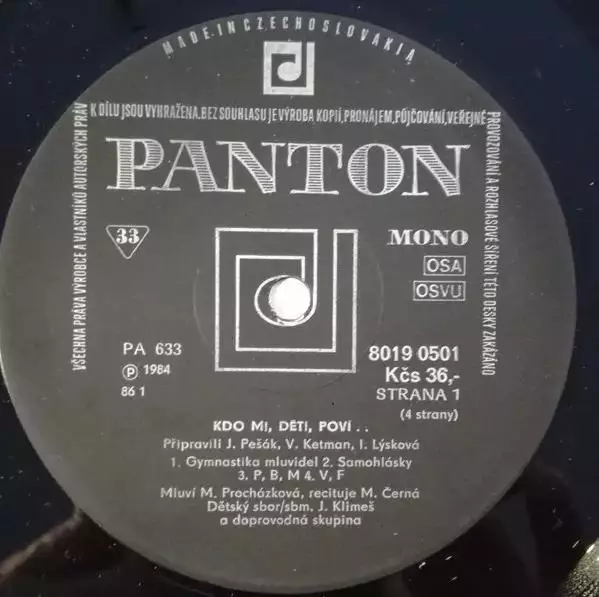 MADE IN CZECHOSLOVAKIA
VŠECHNA PRÁVA VÝROBCE A VLASTNÍKŮ AUTORSKÝCH PRÁV
K DÍLU JSOU VYHRAŽENA. BEZ SOUHLASU JE VÝROBA KOPIÍ, PRONÁJEM, PŮJČOVÁNÍ, VEŘEJNÉ
PROVOZOVÁNÍ A ROZHLASOVÉ ŠÍŘENÍ TÉTO DESKY ZAKÁZÁNO
PANTON
33
MONO
OSA
OSVU
PA 633
Ⓟ 1984
86 1
8019 0501
Kčs 36,-
STRANA 1
(4 strany)
KDO MI, DĚTI, POVÍ . .
Připravili J. Pešák, V. Ketman, I. Lýsková
1. Gymnastika mluvidel 2. Samohlásky
3. P, B, M 4. V, F
Mluví M. Procházková, recituje M. Černá
Dětský sbor/sbm. J. Klimeš
a doprovodná skupina